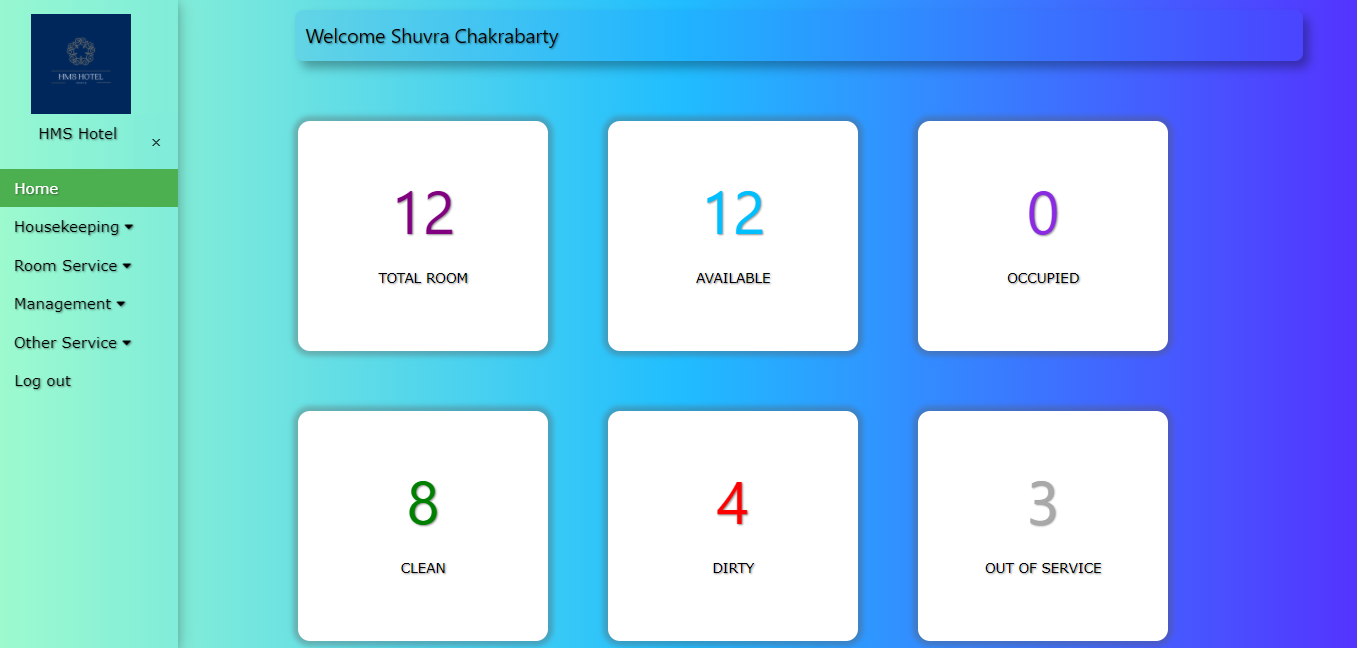 HMS HOTEL
HMS Hotel
×
Welcome Shuvra Chakrabarty
Home
Housekeeping
Room Service
Management
Other Service
Log out
12
TOTAL ROOM
12
AVAILABLE
0
OCCUPIED
8
CLEAN
4
DIRTY
3
OUT OF SERVICE